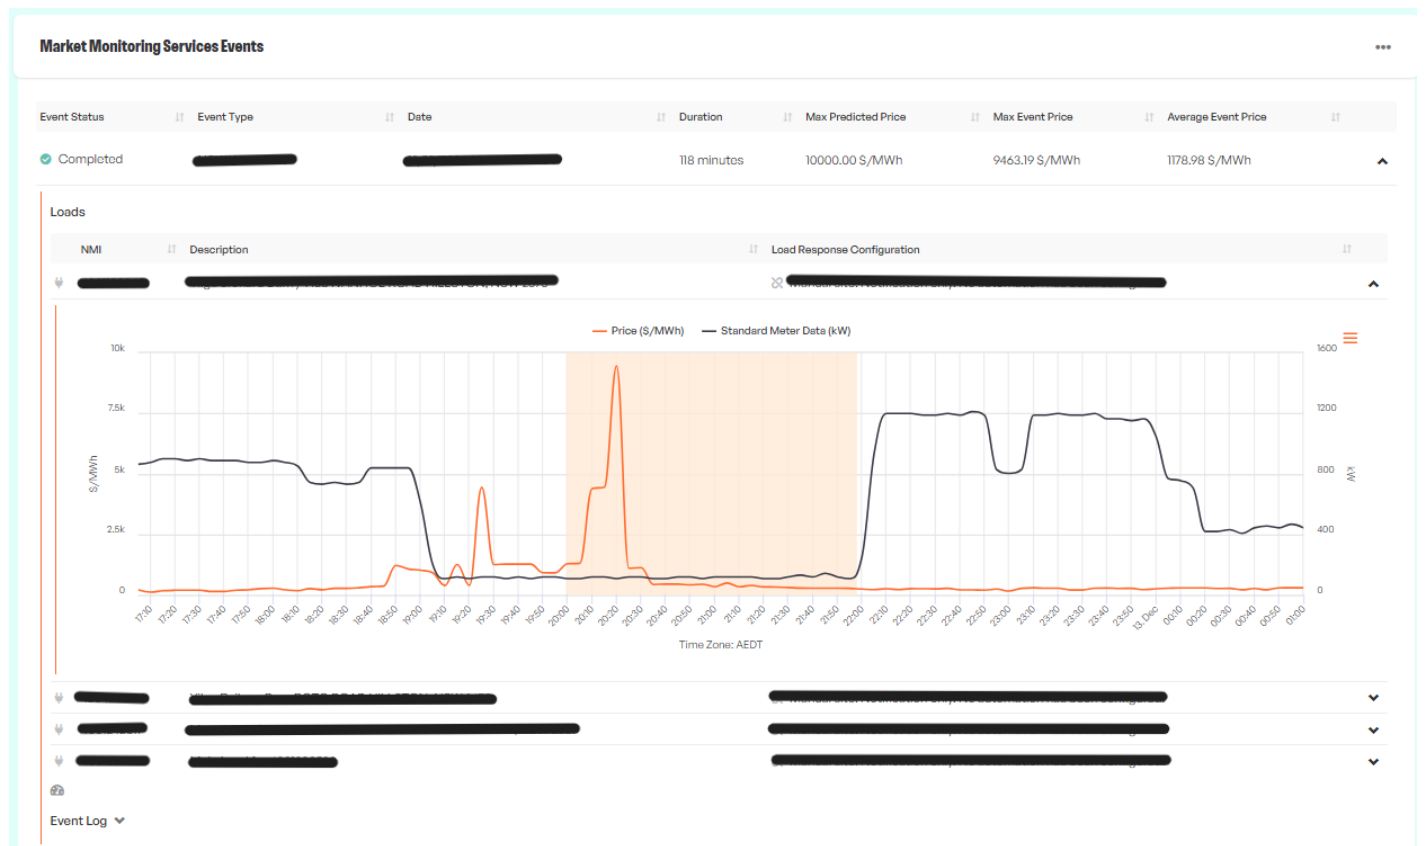 Market Monitoring Services Events
Event Status Event Type Date Duration Max Predicted Price Max Event Price Average Event Price
Completed 118 minutes 10000.00 $/MWh 9463.19 $/MWh 1178.98 $/MWh
Loads
NMI Description Load Response Configuration
Price ($/MWh) Standard Meter Data (kW)
10k 1600
7.5k 1200
5k 800
2.5k 400
0 0
$/MWh
kW
17:10 17:20 17:30 17:40 17:50 18:00 18:10 18:20 18:30 18:40 18:50 19:00 19:10 19:20 19:30 19:40 19:50 20:00 20:10 20:20 20:30 20:40 20:50 21:00 21:10 21:20 21:30 21:40 21:50 22:00 22:10 22:20 22:30 22:40 22:50 23:00 23:10 23:20 23:30 23:40 23:50 13. Dec 00:10 00:20 00:30 00:40 00:50 01:00
Time Zone: AEDT
Event Log